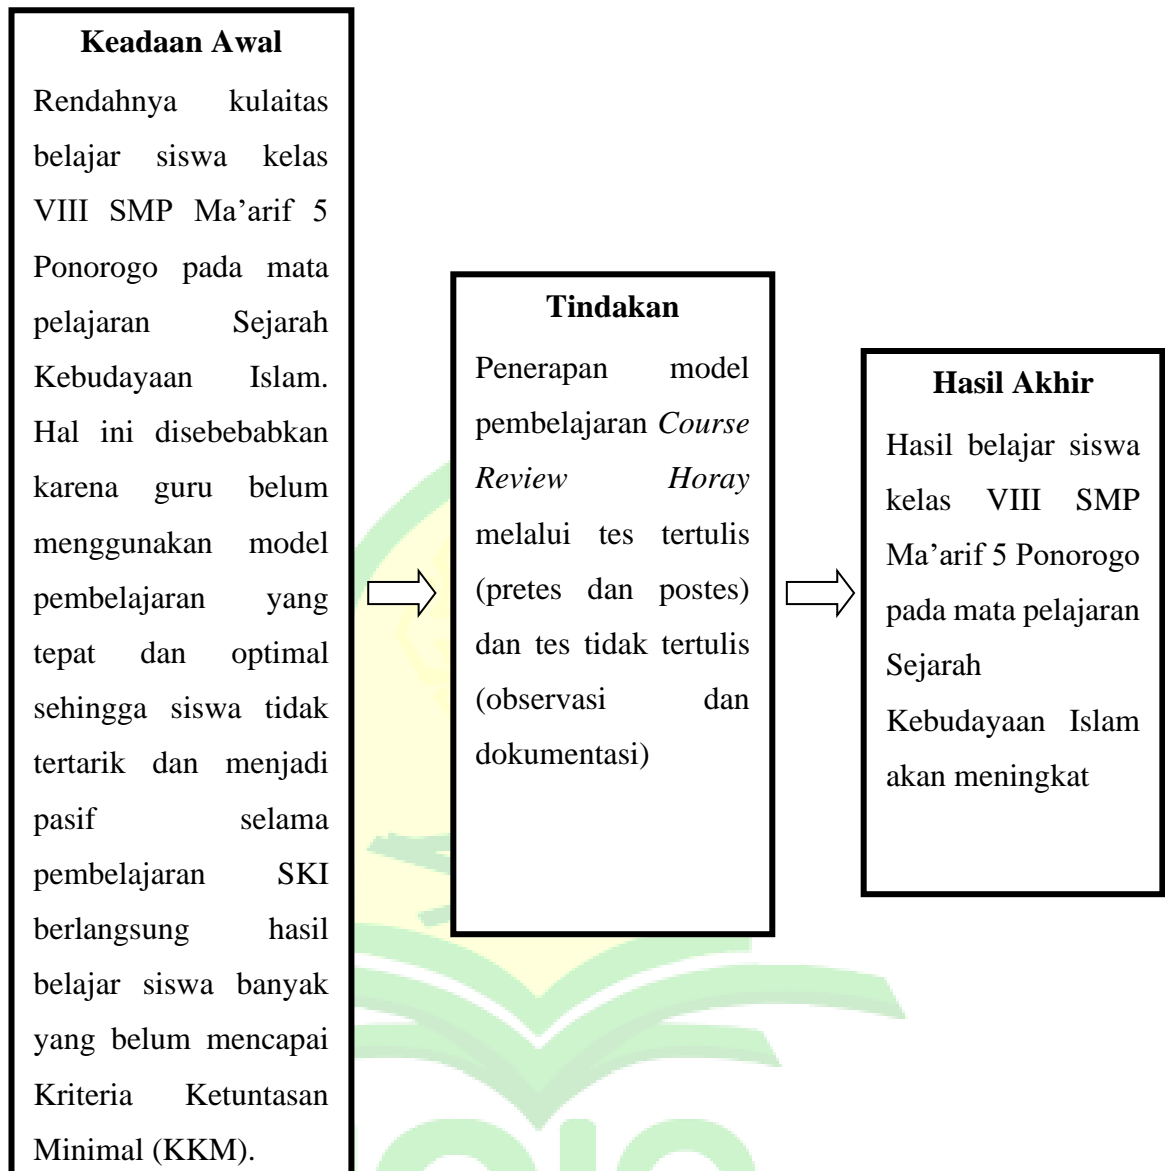 Keadaan Awal
Rendahnya kulaitas
belajar siswa kelas
VIII SMP Ma’arif 5
Ponorogo pada mata
pelajaran Sejarah
Kebudayaan Islam.
Hal ini disebebabkan
karena guru belum
menggunakan model
pembelajaran yang
tepat dan optimal
sehingga siswa tidak
tertarik dan menjadi
pasif selama
pembelajaran SKI
berlangsung hasil
belajar siswa banyak
yang belum mencapai
Kriteria Ketuntasan
Minimal (KKM).
Tindakan
Penerapan model
pembelajaran Course
Review Horay
melalui tes tertulis
(pretes dan postes)
dan tes tidak tertulis
(observasi dan
dokumentasi)
Hasil Akhir
Hasil belajar siswa
kelas VIII SMP
Ma’arif 5 Ponorogo
pada mata pelajaran
Sejarah
Kebudayaan Islam
akan meningkat